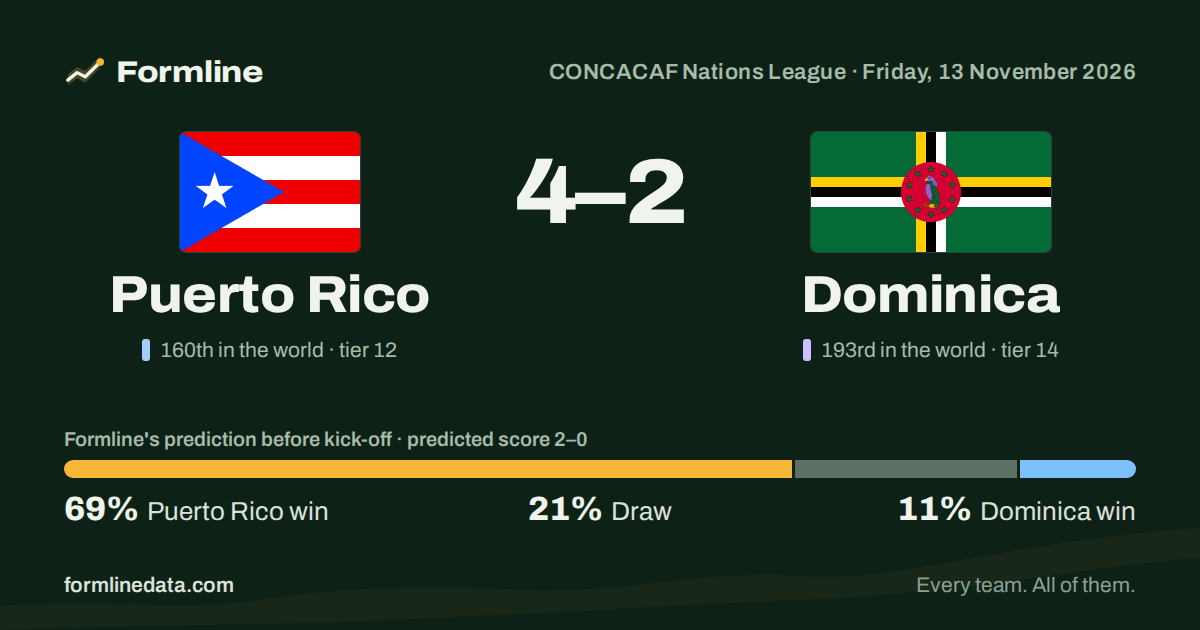 Formline
CONCACAF Nations League · Friday, 13 November 2026
4–2
Puerto Rico
Dominica
160th in the world · tier 12
193rd in the world · tier 14
Formline's prediction before kick-off · predicted score 2–0
69% Puerto Rico win
21% Draw
11% Dominica win
formlinedata.com
Every team. All of them.